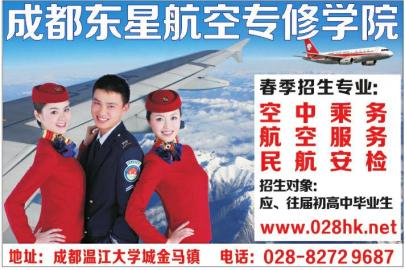 成都东星航空专修学院
春季招生专业:
空中乘务
航空服务
民航安检
招生对象:
应、往届初高中毕业生
www.028hk.net
地址: 成都温江大学城金马镇 电话: 028-8272 9687